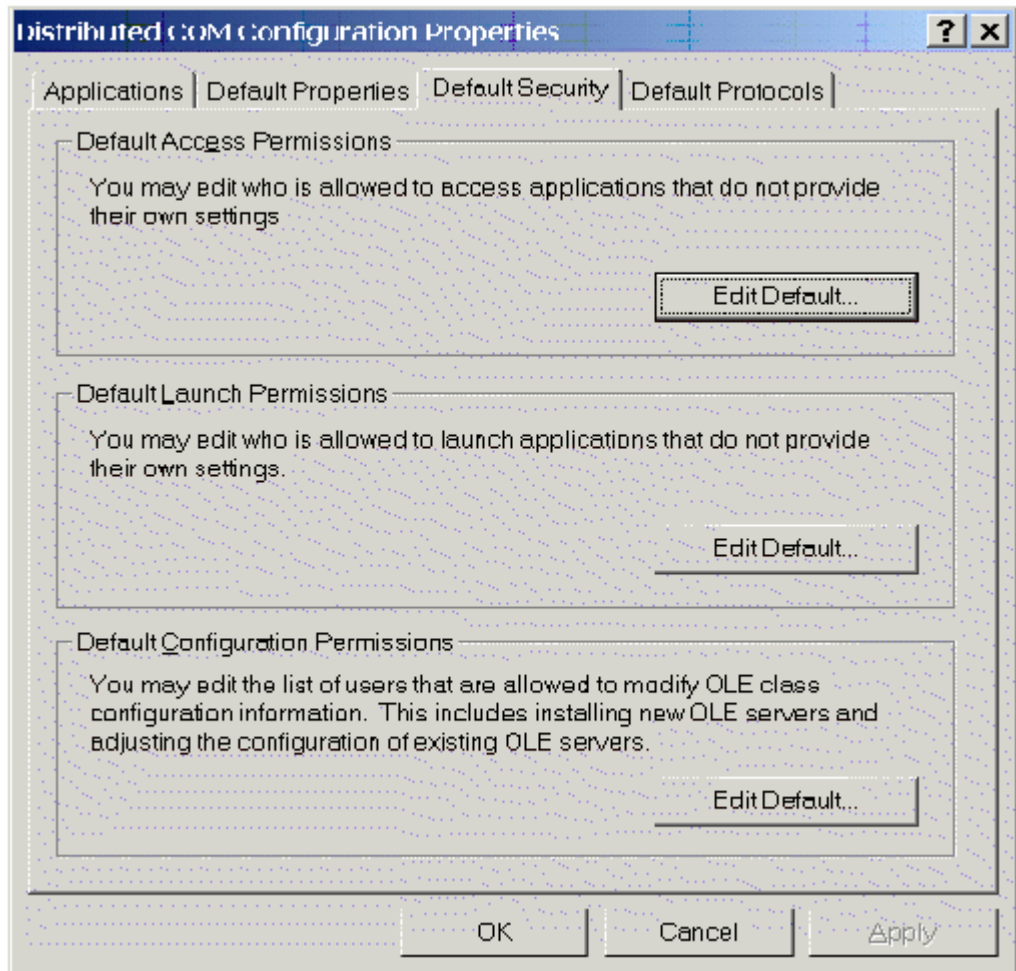 Distributed COM Configuration Properties
Applications
Default Properties
Default Security
Default Protocols
Default Access Permissions
You may edit who is allowed to access applications that do not provide
their own settings
Edit Default...
Default Launch Permissions
You may edit who is allowed to launch applications that do not provide
their own settings.
Edit Default...
Default Configuration Permissions
You may edit the list of users that are allowed to modify OLE class
configuration information. This includes installing new OLE servers and
adjusting the configuration of existing OLE servers.
Edit Default...
OK
Cancel
Apply